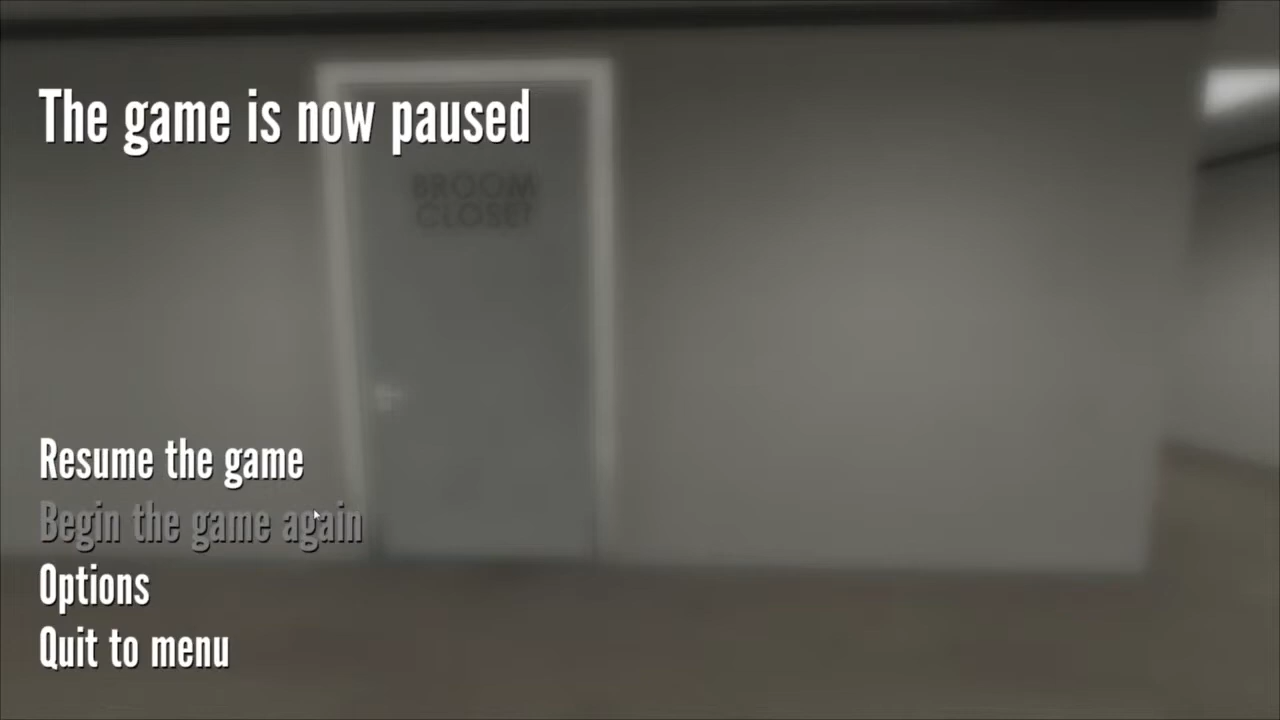 The game is now paused
BROOM
CLOSET
Resume the game
Begin the game again
Options
Quit to menu